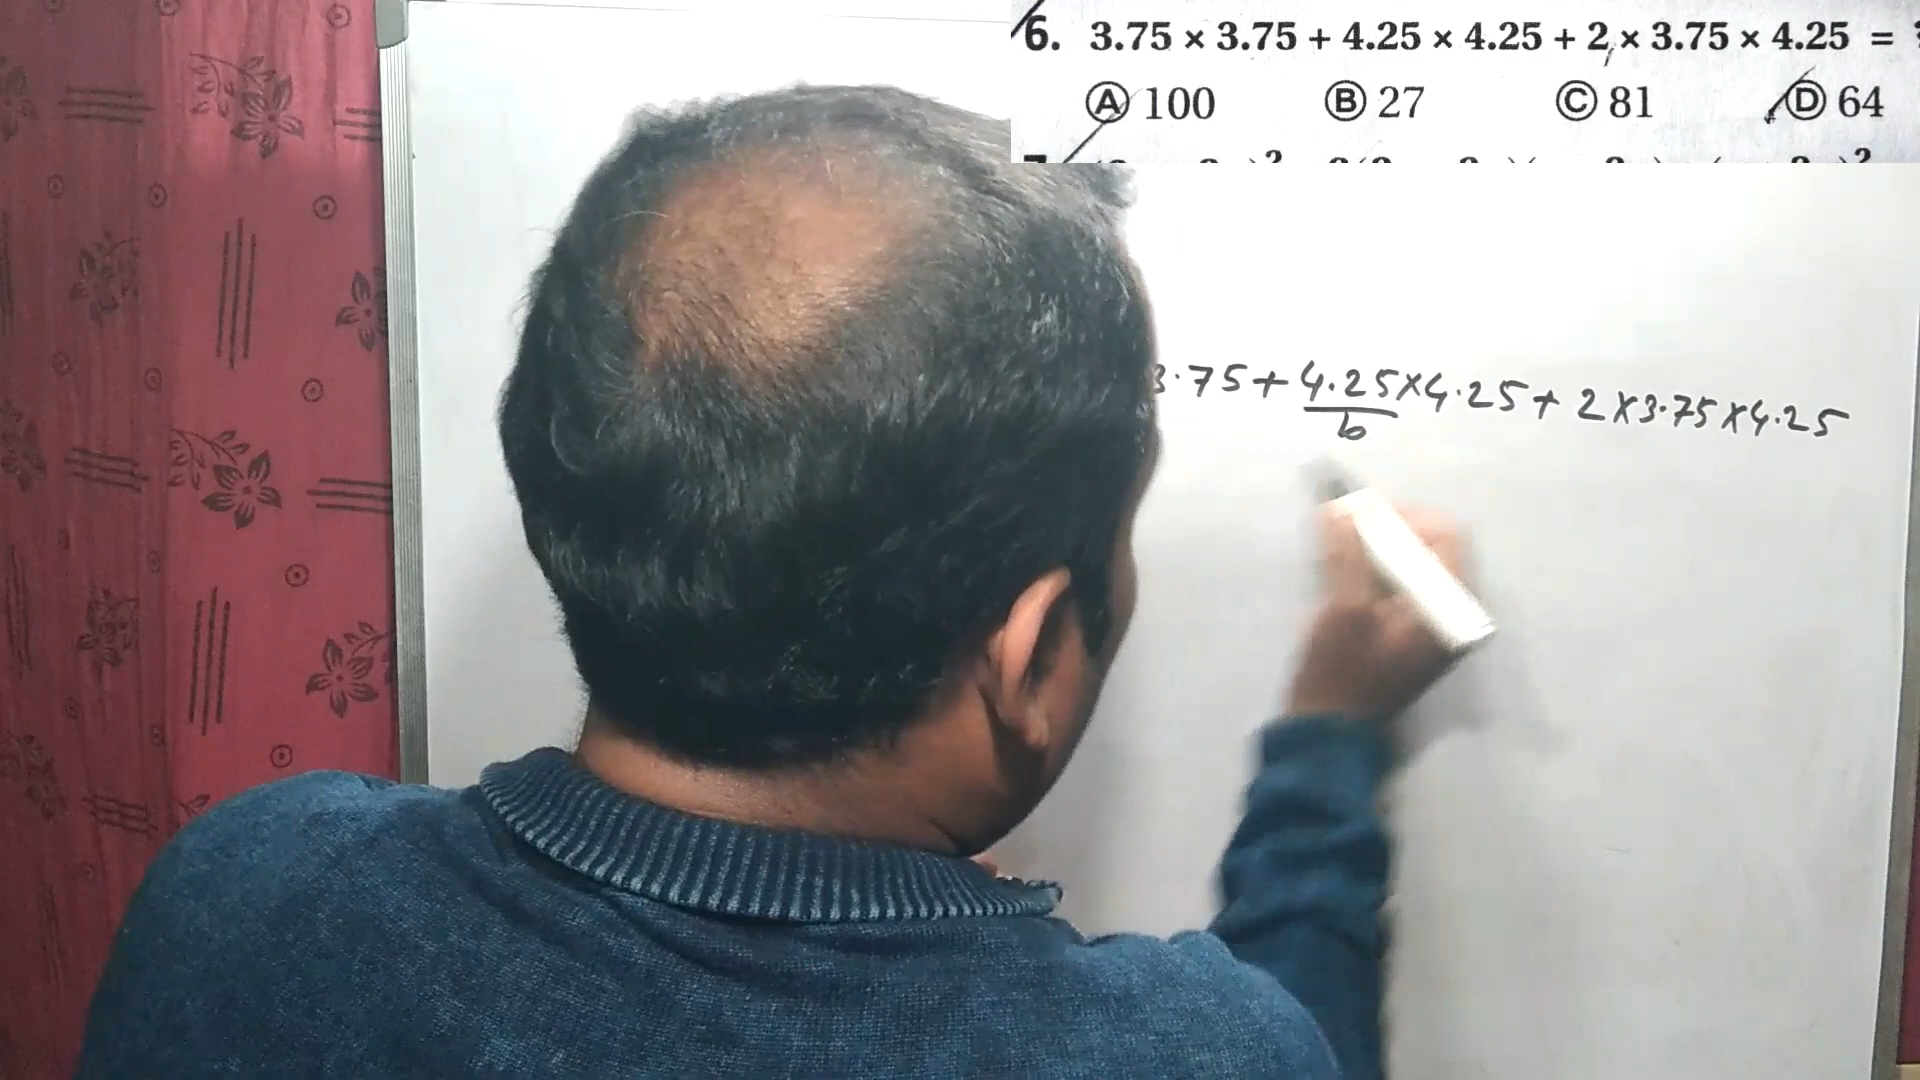 6. 3.75 × 3.75 + 4.25 × 4.25 + 2 × 3.75 × 4.25 =
Ⓐ 100 Ⓑ 27 Ⓒ 81 Ⓓ 64
3.75+4.25×4.25+2×3.75×4.25
b